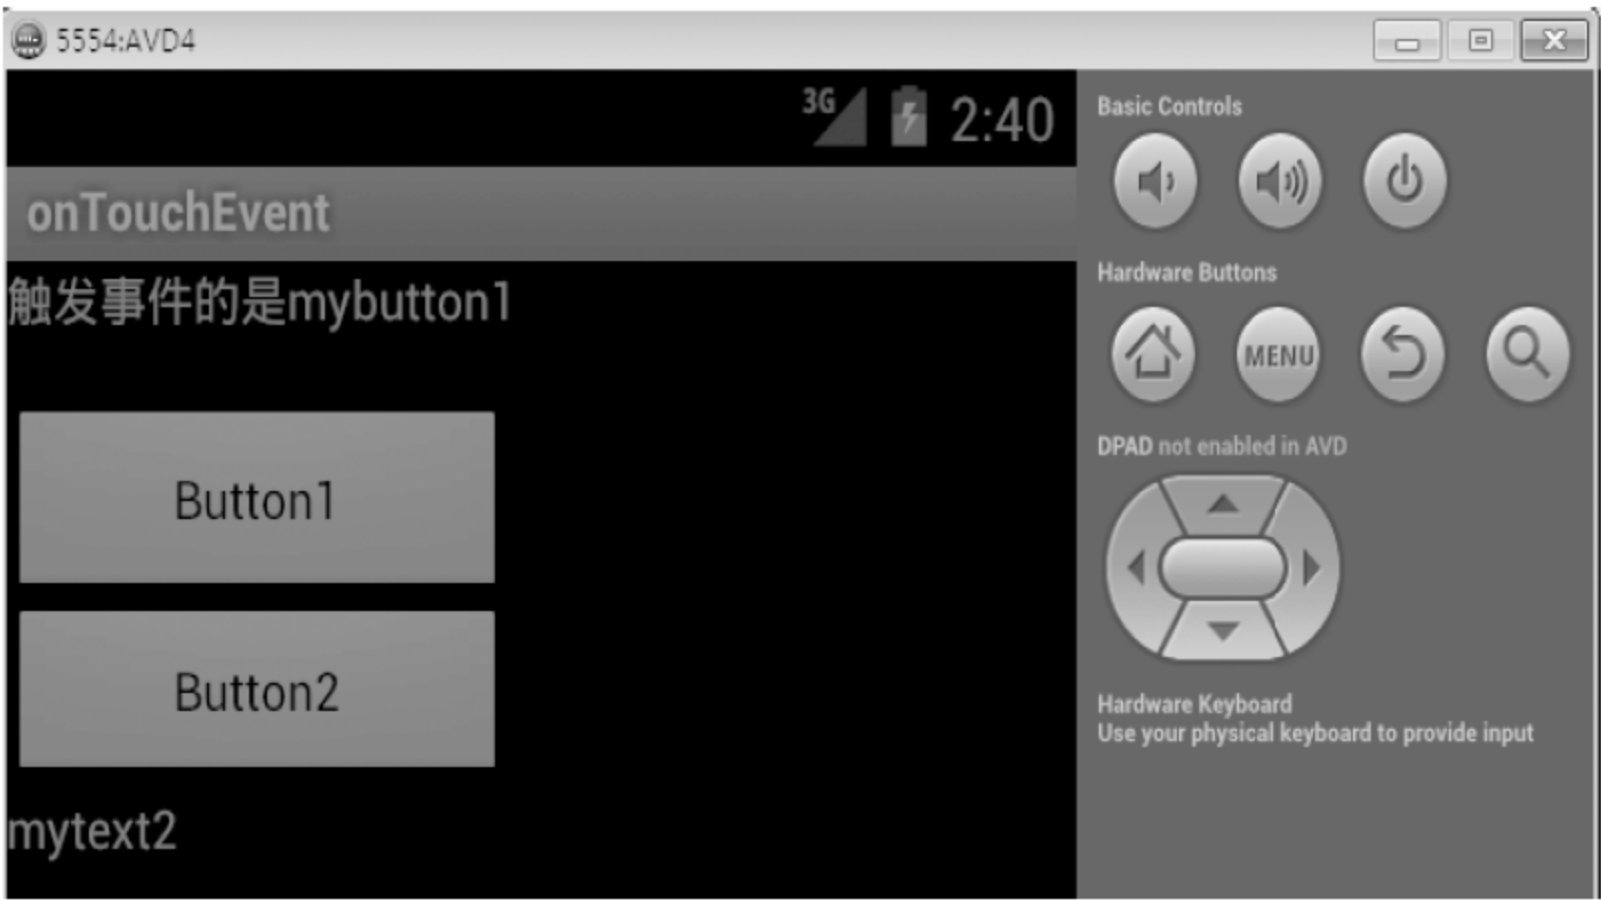 5554:AVD4
3G 2:40
onTouchEvent
触发事件的是mybutton1
Button1
Button2
mytext2
Basic Controls
Hardware Buttons
MENU
DPAD not enabled in AVD
Hardware Keyboard
Use your physical keyboard to provide input